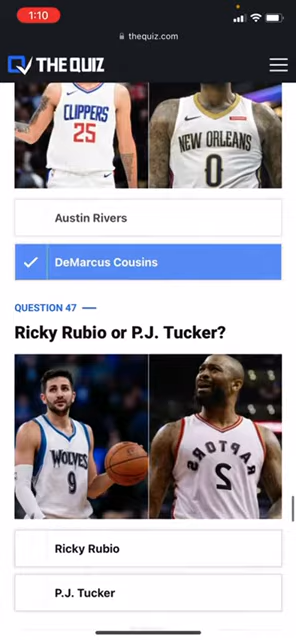 1:10
thequiz.com
THE QUIZ
CLIPPERS
25
NEW ORLEANS
0
Austin Rivers
DeMarcus Cousins
QUESTION 47
Ricky Rubio or P.J. Tucker?
WOLVES
9
RAPTORS
2
Ricky Rubio
P.J. Tucker